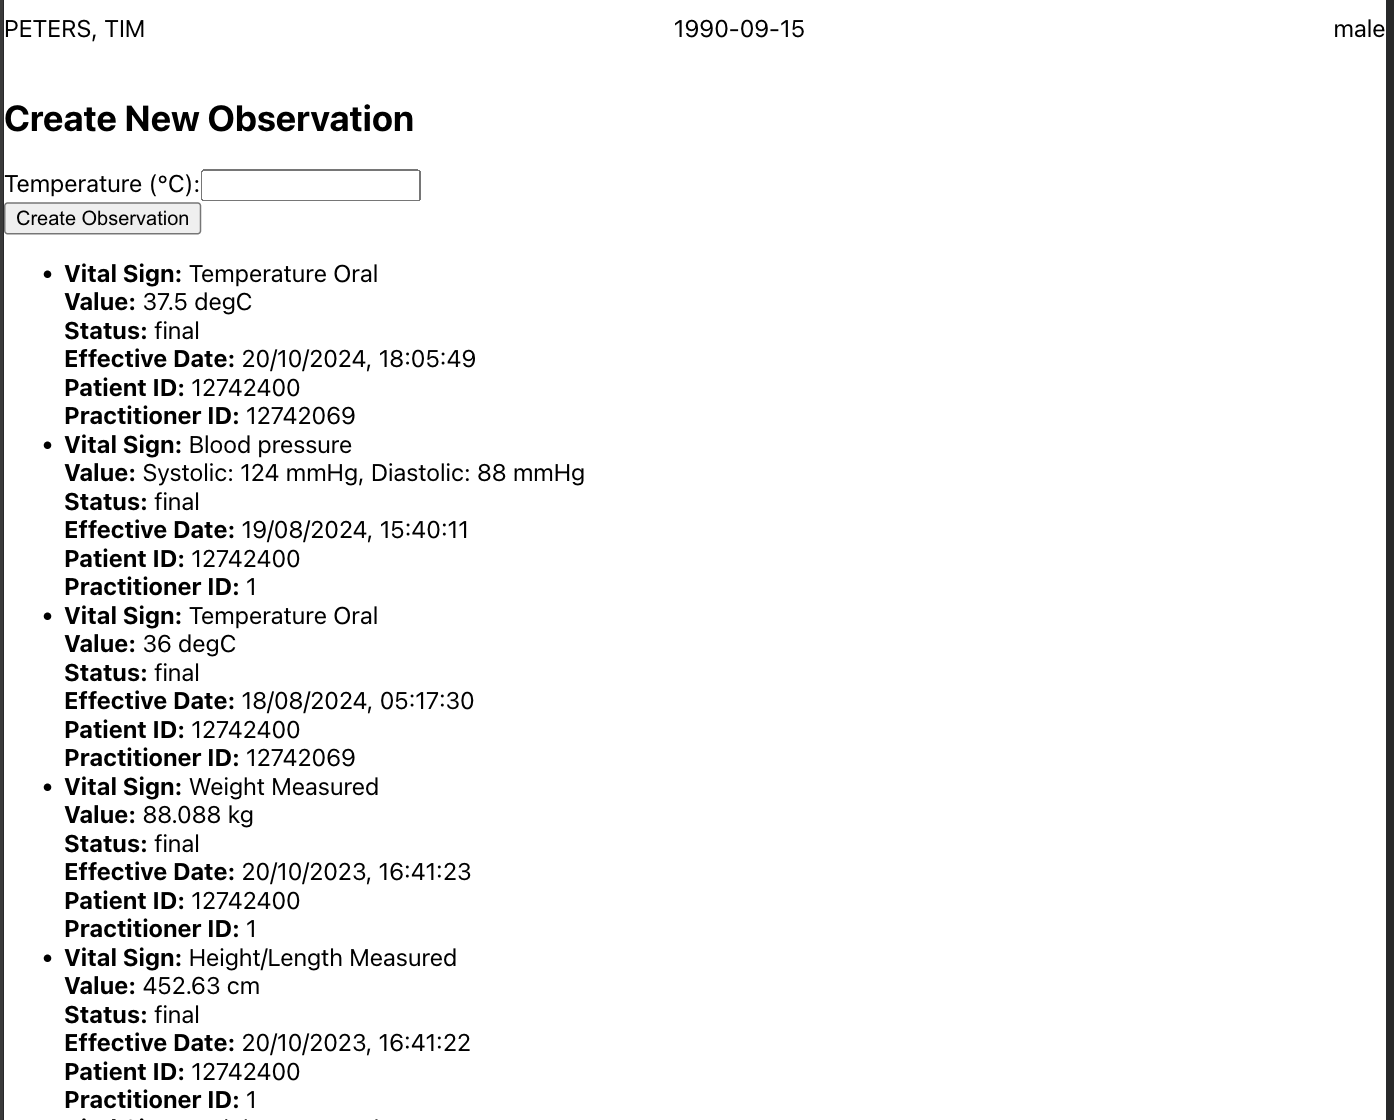 PETERS, TIM 1990-09-15 male
Create New Observation
Temperature (°C):
Create Observation
• Vital Sign: Temperature Oral
Value: 37.5 degC
Status: final
Effective Date: 20/10/2024, 18:05:49
Patient ID: 12742400
Practitioner ID: 12742069
• Vital Sign: Blood pressure
Value: Systolic: 124 mmHg, Diastolic: 88 mmHg
Status: final
Effective Date: 19/08/2024, 15:40:11
Patient ID: 12742400
Practitioner ID: 1
• Vital Sign: Temperature Oral
Value: 36 degC
Status: final
Effective Date: 18/08/2024, 05:17:30
Patient ID: 12742400
Practitioner ID: 12742069
• Vital Sign: Weight Measured
Value: 88.088 kg
Status: final
Effective Date: 20/10/2023, 16:41:23
Patient ID: 12742400
Practitioner ID: 1
• Vital Sign: Height/Length Measured
Value: 452.63 cm
Status: final
Effective Date: 20/10/2023, 16:41:22
Patient ID: 12742400
Practitioner ID: 1